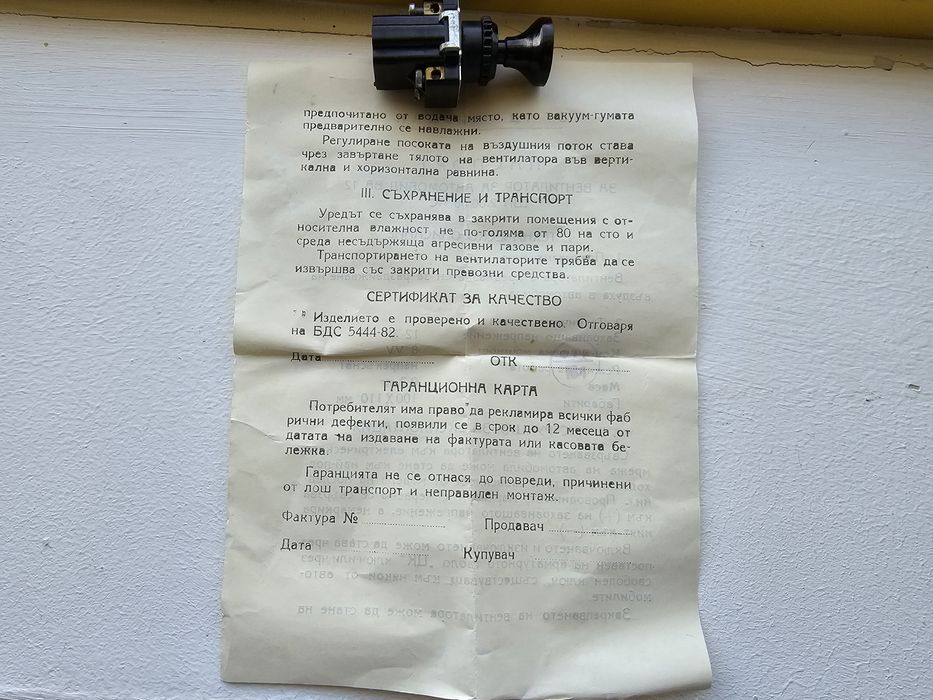 предпочитано от водача място, като вакуум-гумата
предварително се навлажни.
Регулиране посоката на въздушния поток става
чрез завъртане тялото на вентилатора във верти-
кална и хоризонтална равнина.
III. СЪХРАНЕНИЕ И ТРАНСПОРТ
Уредът се съхранява в закрити помещения с от-
носителна влажност не по-голяма от 80 на сто и
среда несъдържаща агресивни газове и пари.
Транспортирането на вентилаторите трябва да се
извършва със закрити превозни средства.
СЕРТИФИКАТ ЗА КАЧЕСТВО
Изделието е проверено и качествено. Отговаря
на БДС 5444-82.
Дата ОТК
ГАРАНЦИОННА КАРТА
Потребителят има право да рекламира всички фаб
рични дефекти, появили се в срок до 12 месеца от
датата на издаване на фактурата или касовата бе-
лежка.
Гаранцията не се отнася до повреди, причинени
от лош транспорт и неправилен монтаж.
Фактура № Продавач
Дата Купувач